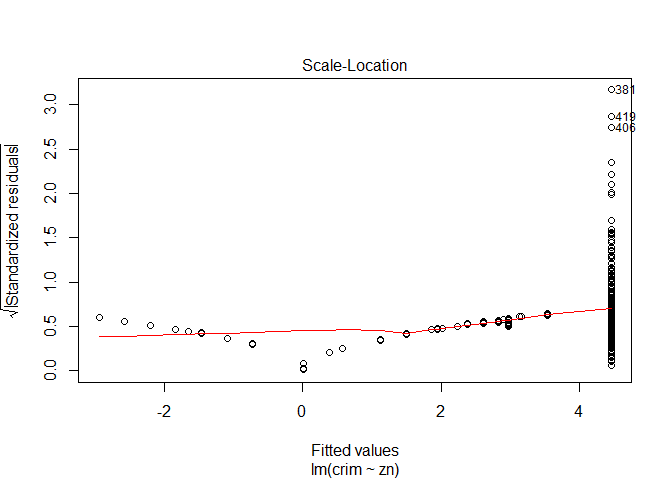 Scale-Location
√|Standardized residuals|
3.0
2.5
2.0
1.5
1.0
0.5
0.0
381
419
406
-2 0 2 4
Fitted values
lm(crim ~ zn)